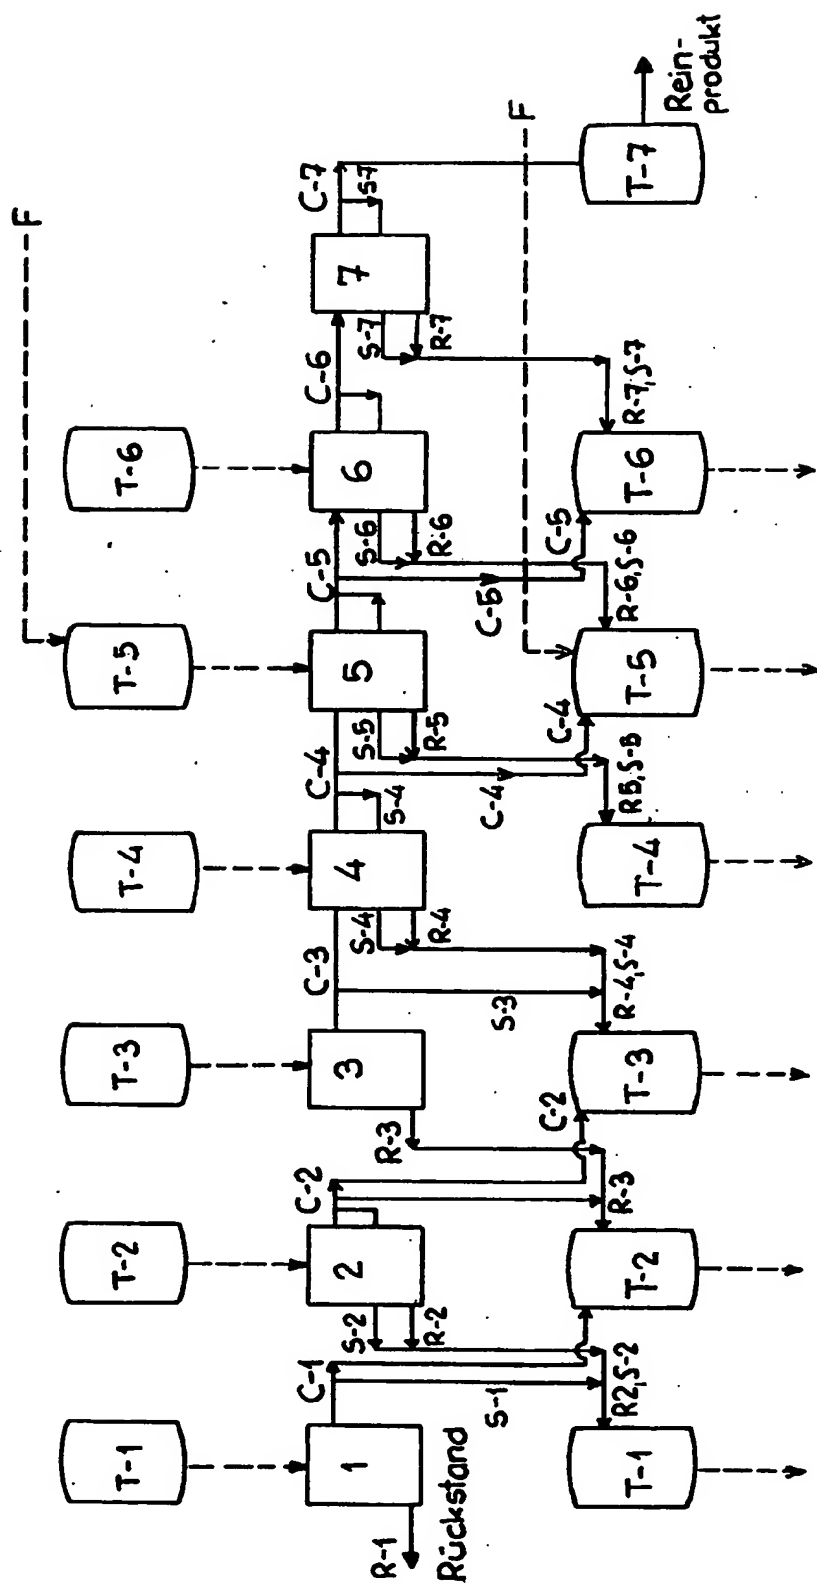 F
T-1
T-2
T-3
T-4
T-5
T-6
C-1
C-2
C-3
C-4
C-5
C-6
C-7
1
2
3
4
5
6
7
S-2
S-4
S-4
S-5
S-6
S-7
S-7
R-1
R-2
R-3
R-4
R-5
R-6
R-7
Rückstand
S-1
S-3
C-4
C-5
F
C-2
C-4
C-5
T-1
T-2
T-3
T-4
T-5
T-6
T-7
R2,S-2
R-3
R-4,S-4
R5,S-5
R-6,S-6
R-7,S-7
Rein-
produkt